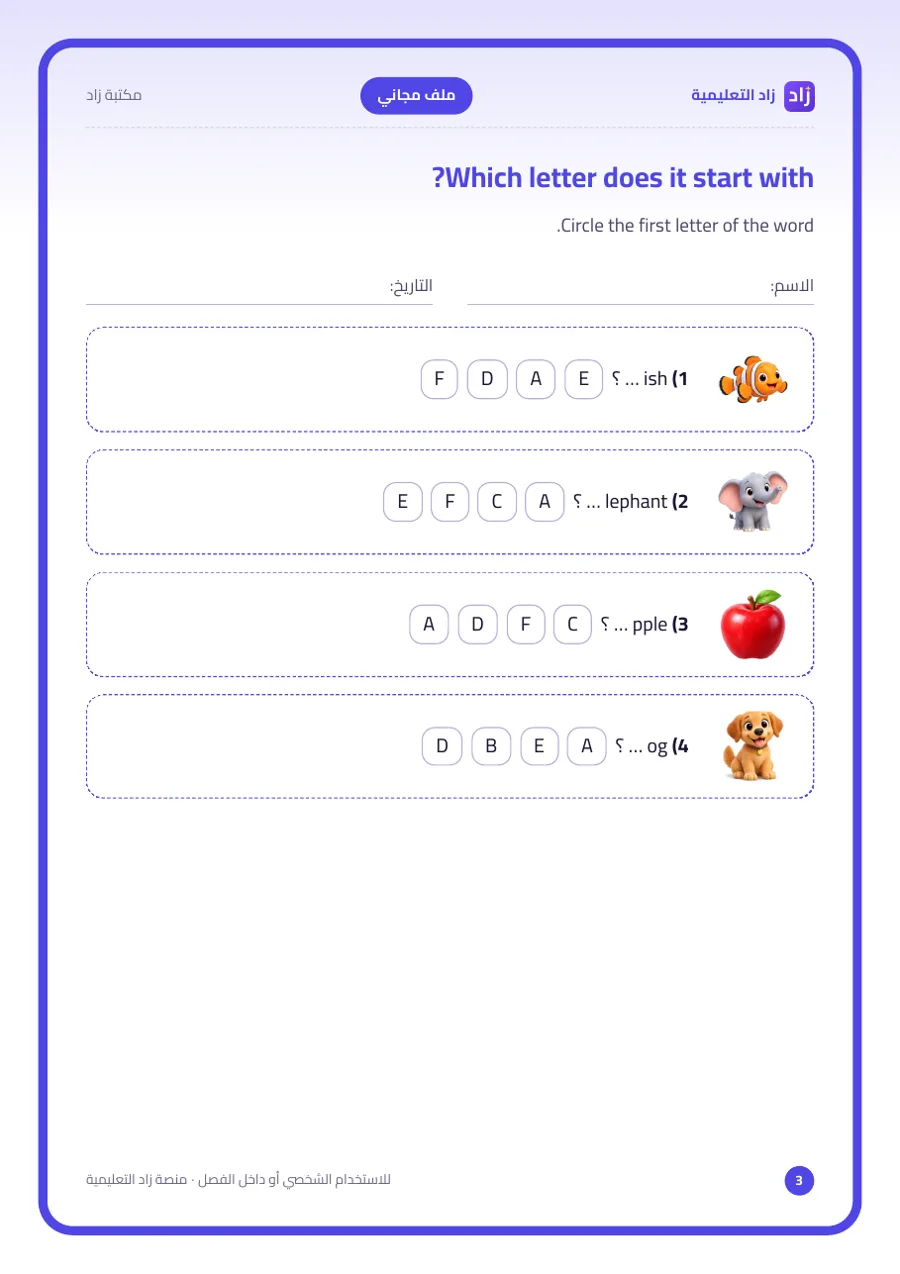 زاد زاد التعليمية
ملف مجاني
مكتبة زاد
?Which letter does it start with
.Circle the first letter of the word
الاسم:
التاريخ:
1) ish ... ؟ E A D F
2) lephant ... ؟ A C F E
3) pple ... ؟ C F D A
4) og ... ؟ A E B D
3
للاستخدام الشخصي أو داخل الفصل · منصة زاد التعليمية